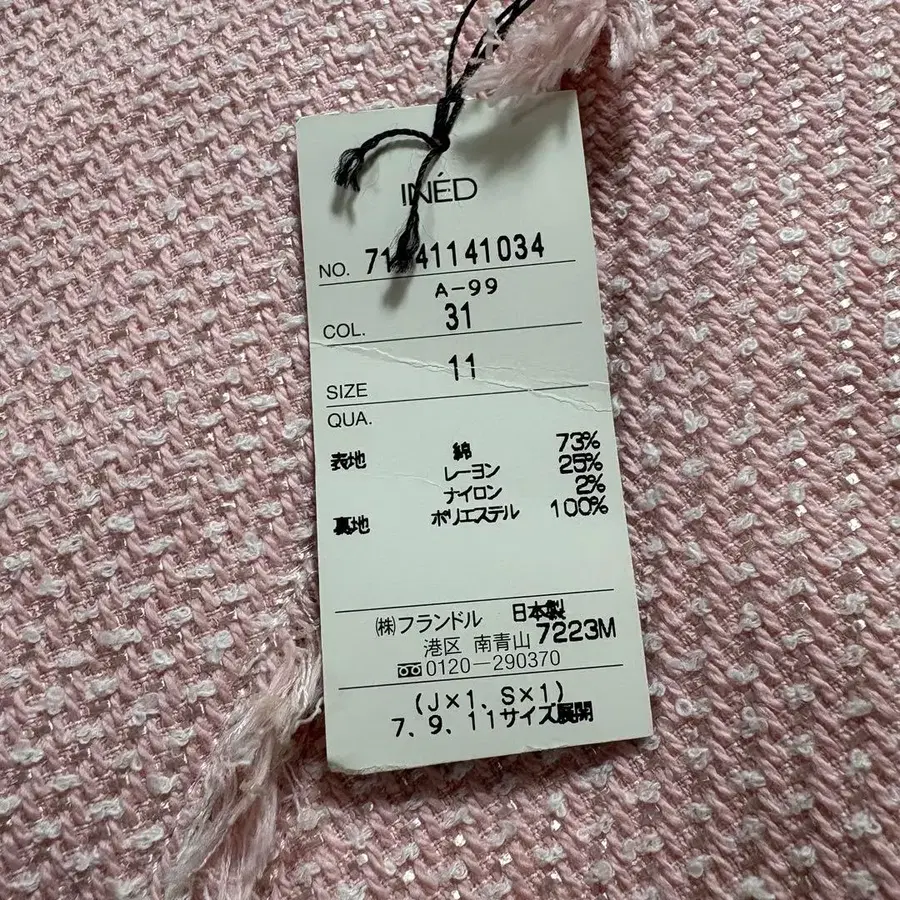 INÉD
NO. 41141034
A-99
COL. 31
SIZE 11
QUA.
表地 綿 73%
レーヨン 25%
ナイロン 2%
裏地 ポリエステル 100%
㈱フランドル 日本製
港区 南青山 7223M
0120-290370
(J×1、S×1)
7、9、11サイズ展開